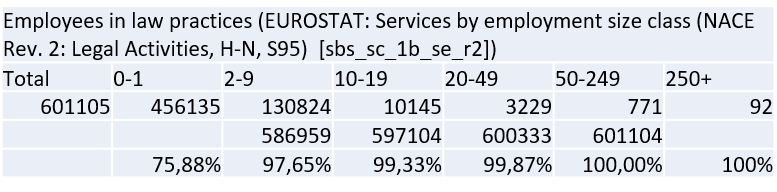 Employees in law practices (EUROSTAT: Services by employment size class (NACE
Rev. 2: Legal Activities, H-N, S95)  [sbs_sc_1b_se_r2])
Total 0-1 2-9 10-19 20-49 50-249 250+
601105 456135 130824 10145 3229 771 92
586959 597104 600333 601104
75,88% 97,65% 99,33% 99,87% 100,00% 100%